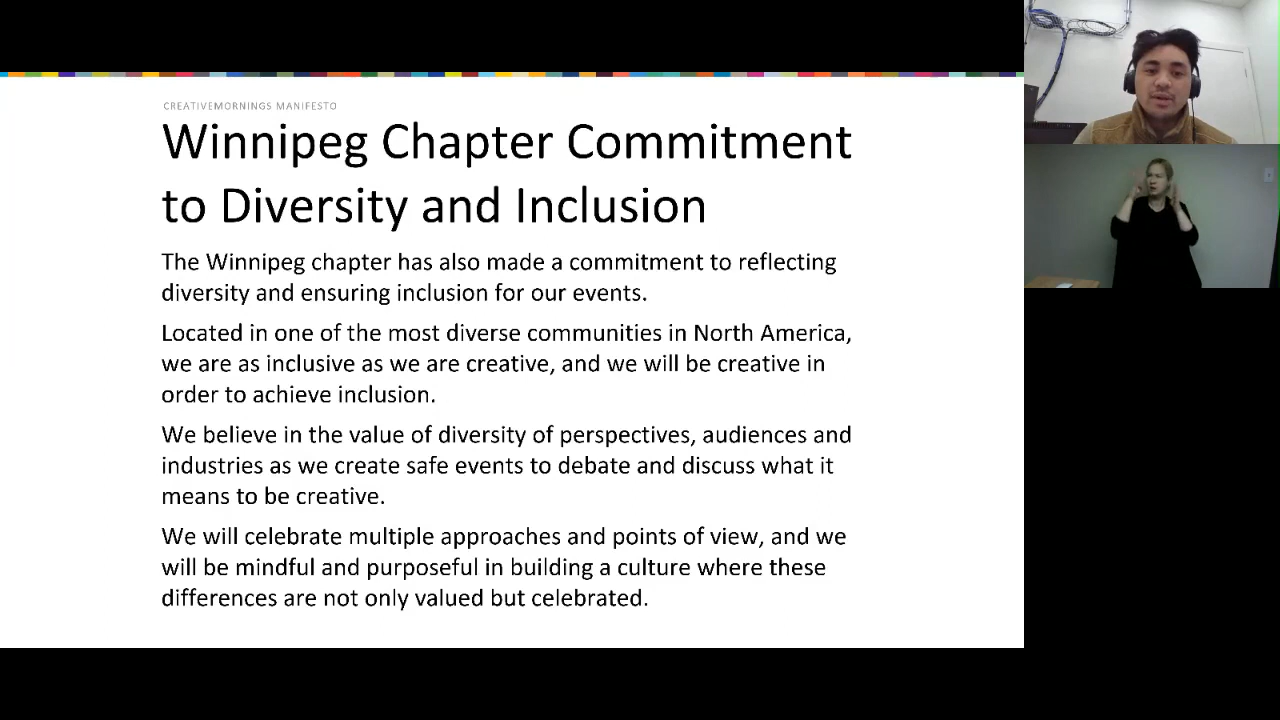 CREATIVEMORNINGS MANIFESTO
Winnipeg Chapter Commitment
to Diversity and Inclusion
The Winnipeg chapter has also made a commitment to reflecting
diversity and ensuring inclusion for our events.
Located in one of the most diverse communities in North America,
we are as inclusive as we are creative, and we will be creative in
order to achieve inclusion.
We believe in the value of diversity of perspectives, audiences and
industries as we create safe events to debate and discuss what it
means to be creative.
We will celebrate multiple approaches and points of view, and we
will be mindful and purposeful in building a culture where these
differences are not only valued but celebrated.